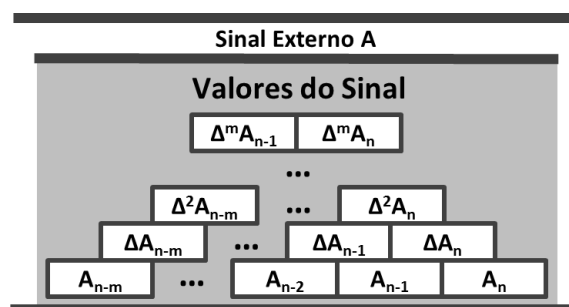 Sinal Externo A
Valores do Sinal
ΔᵐAₙ₋₁ ΔᵐAₙ
...
Δ²Aₙ₋ₘ ... Δ²Aₙ
ΔAₙ₋ₘ ... ΔAₙ₋₁ ΔAₙ
Aₙ₋ₘ ... Aₙ₋₂ Aₙ₋₁ Aₙ